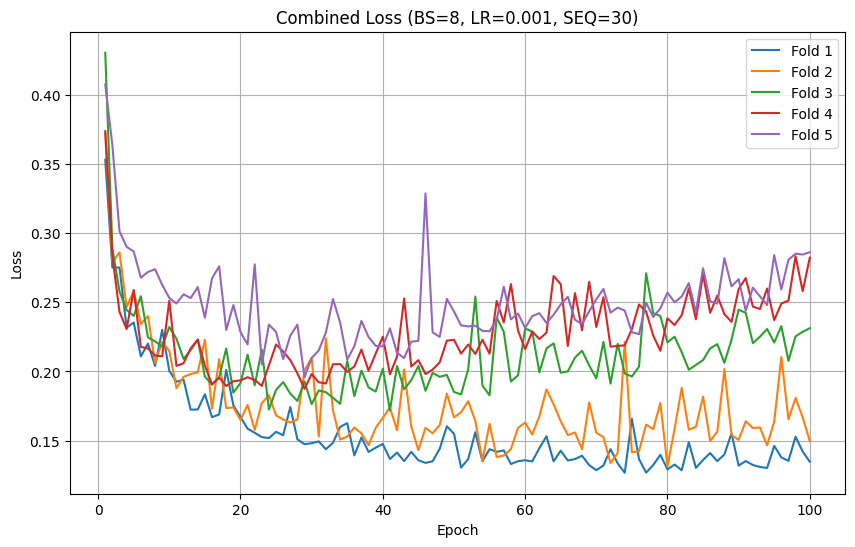 Combined Loss (BS=8, LR=0.001, SEQ=30)
Fold 1
Fold 2
Fold 3
Fold 4
Fold 5
0.40
0.35
0.30
0.25
0.20
0.15
Loss
0 20 40 60 80 100
Epoch